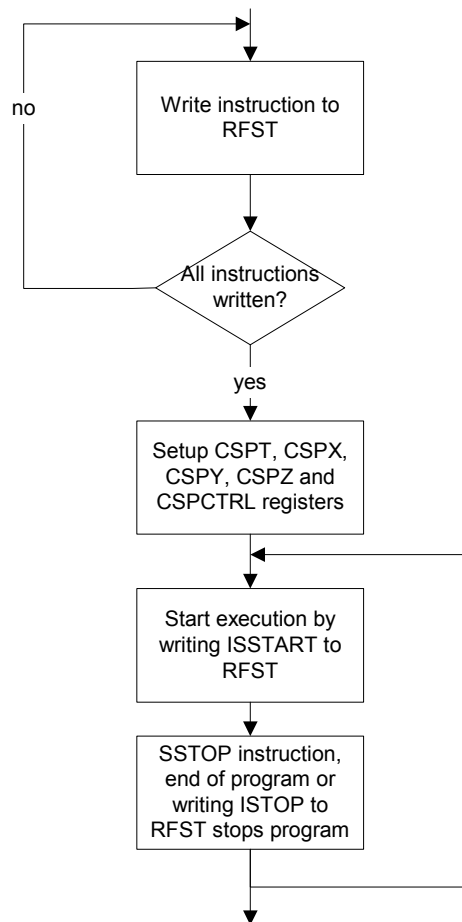 Write instruction to
RFST
no
All instructions
written?
yes
Setup CSPT, CSPX,
CSPY, CSPZ and
CSPCTRL registers
Start execution by
writing ISSTART to
RFST
SSTOP instruction,
end of program or
writing ISTOP to
RFST stops program